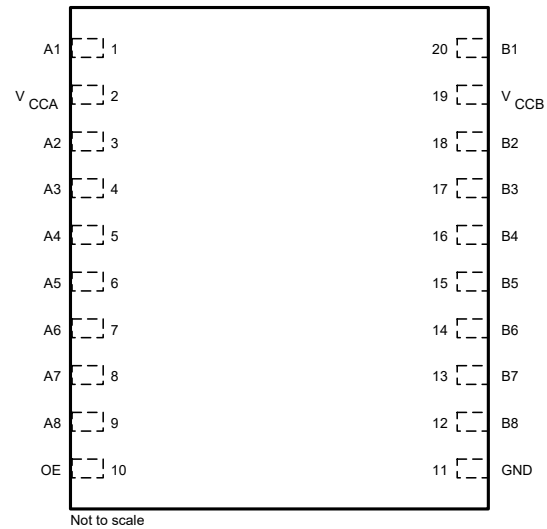 A1 1 20 B1
V CCA 2 19 V CCB
A2 3 18 B2
A3 4 17 B3
A4 5 16 B4
A5 6 15 B5
A6 7 14 B6
A7 8 13 B7
A8 9 12 B8
OE 10 11 GND
Not to scale